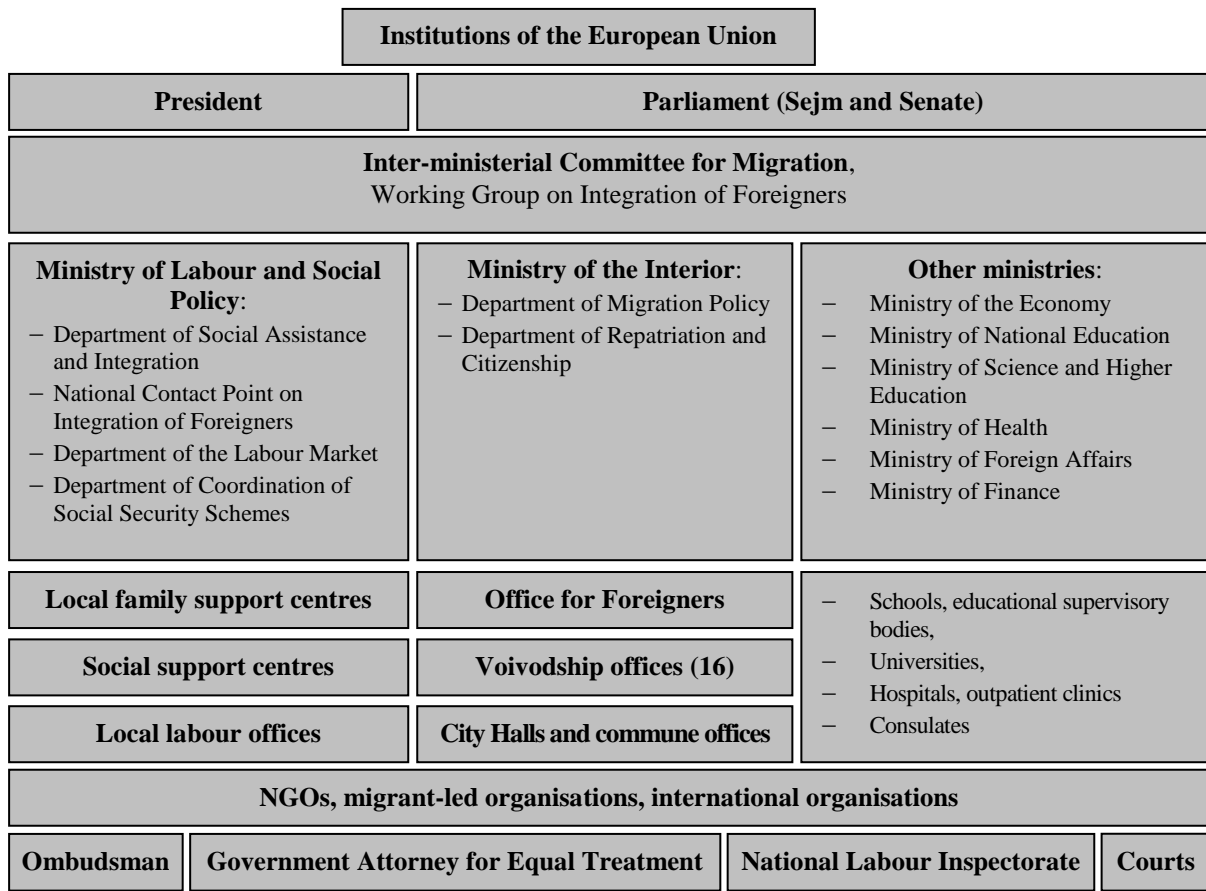 Institutions of the European Union
President
Parliament (Sejm and Senate)
Inter-ministerial Committee for Migration,
Working Group on Integration of Foreigners
Ministry of Labour and Social
Policy:
– Department of Social Assistance
and Integration
– National Contact Point on
Integration of Foreigners
– Department of the Labour Market
– Department of Coordination of
Social Security Schemes
Ministry of the Interior:
– Department of Migration Policy
– Department of Repatriation and
Citizenship
Other ministries:
– Ministry of the Economy
– Ministry of National Education
– Ministry of Science and Higher
Education
– Ministry of Health
– Ministry of Foreign Affairs
– Ministry of Finance
Local family support centres
Social support centres
Local labour offices
Office for Foreigners
Voivodship offices (16)
City Halls and commune offices
– Schools, educational supervisory
bodies,
– Universities,
– Hospitals, outpatient clinics
– Consulates
NGOs, migrant-led organisations, international organisations
Ombudsman
Government Attorney for Equal Treatment
National Labour Inspectorate
Courts